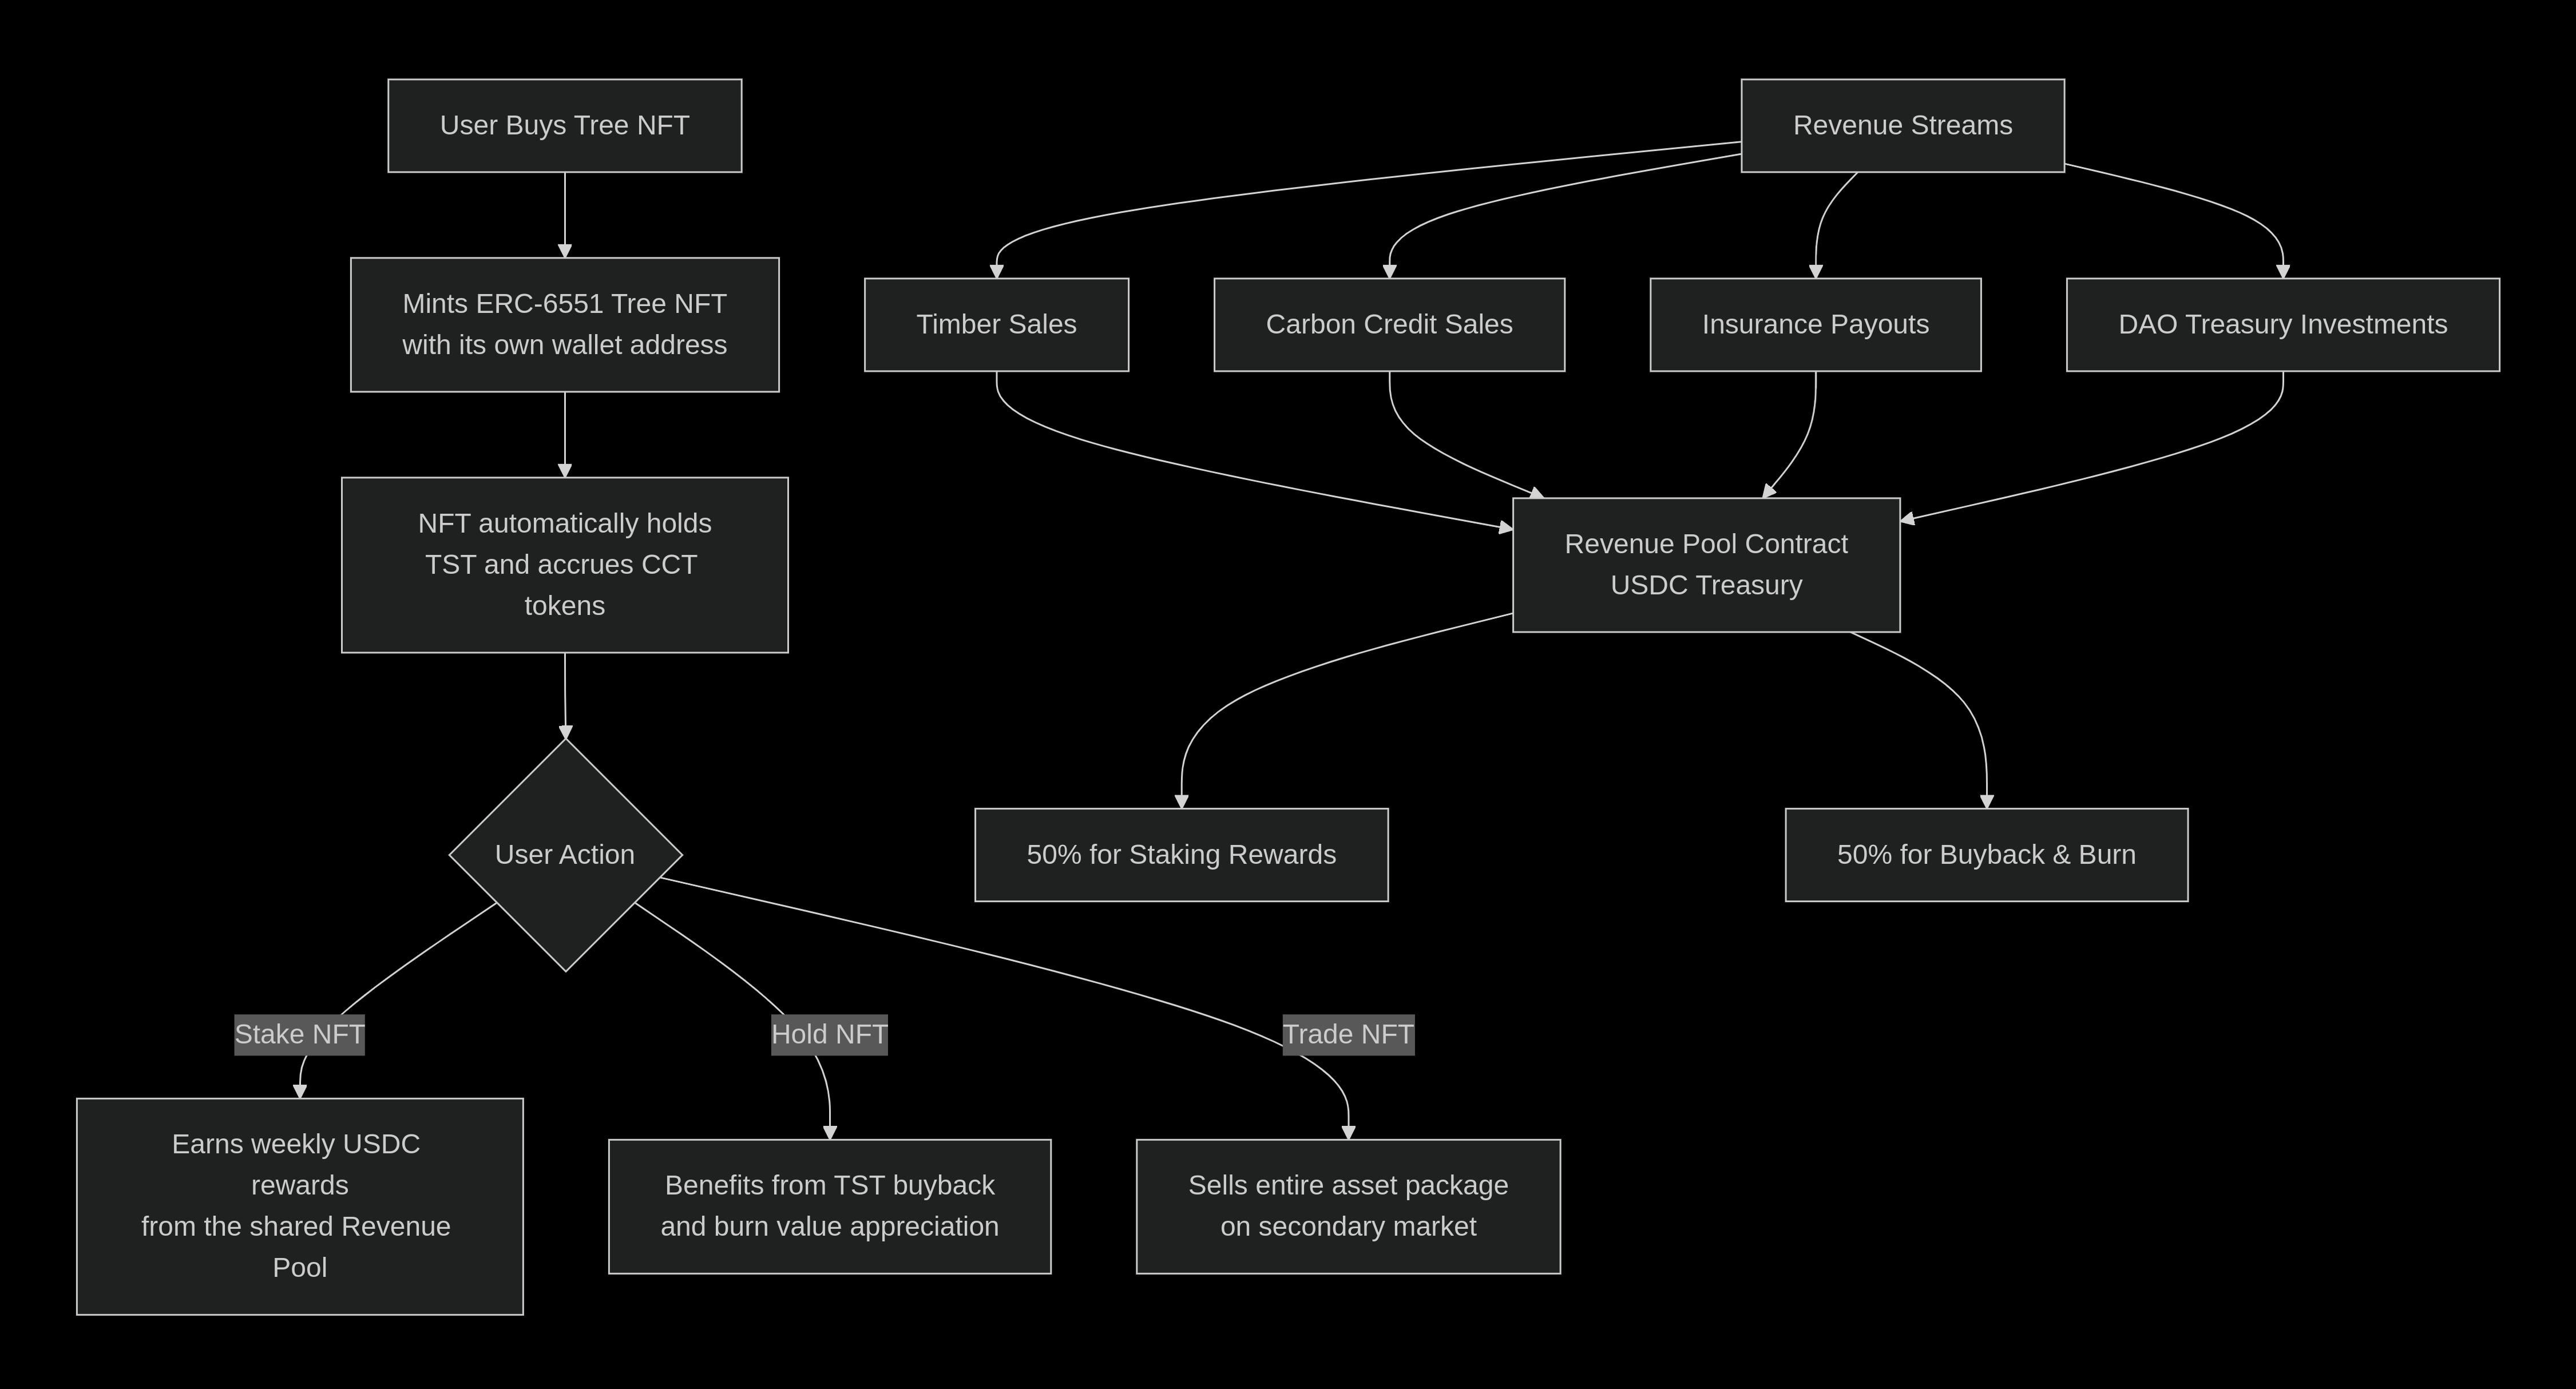 User Buys Tree NFT
Revenue Streams
Mints ERC-6551 Tree NFT
with its own wallet address
Timber Sales
Carbon Credit Sales
Insurance Payouts
DAO Treasury Investments
NFT automatically holds
TST and accrues CCT
tokens
Revenue Pool Contract
USDC Treasury
User Action
50% for Staking Rewards
50% for Buyback & Burn
Stake NFT
Hold NFT
Trade NFT
Earns weekly USDC
rewards
from the shared Revenue
Pool
Benefits from TST buyback
and burn value appreciation
Sells entire asset package
on secondary market